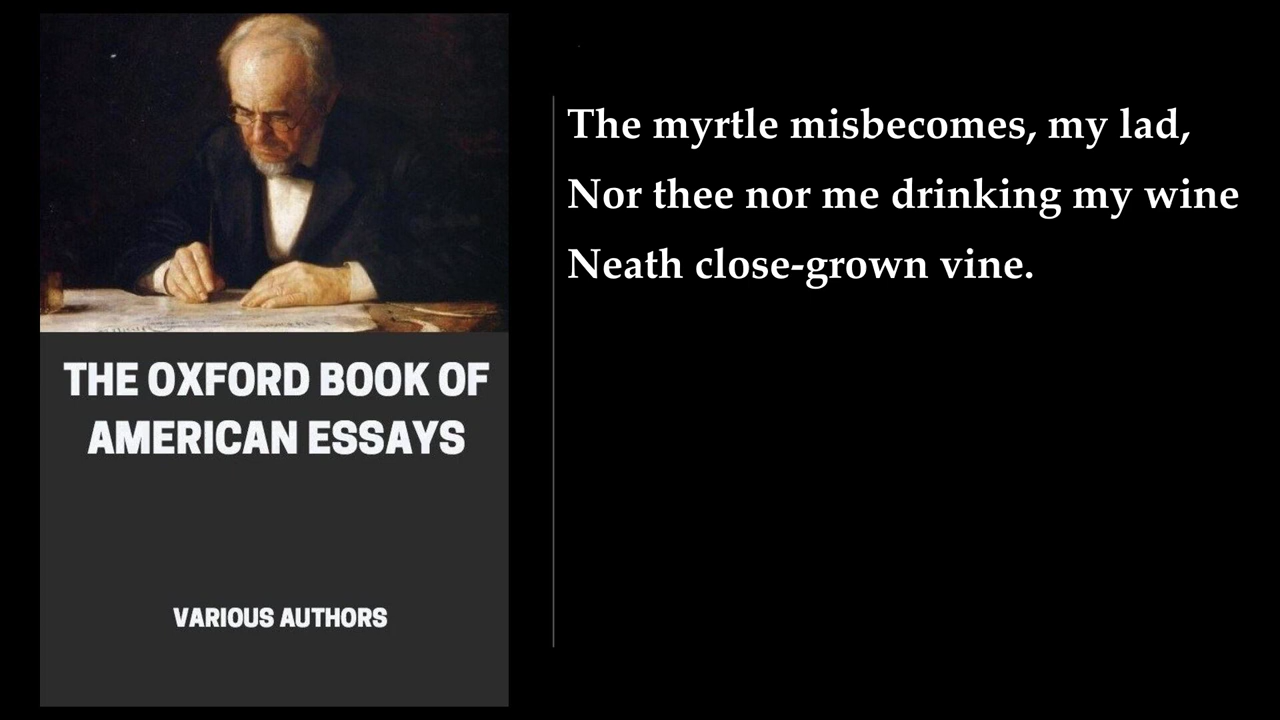 THE OXFORD BOOK OF
AMERICAN ESSAYS
VARIOUS AUTHORS
The myrtle misbecomes, my lad,
Nor thee nor me drinking my wine
Neath close-grown vine.